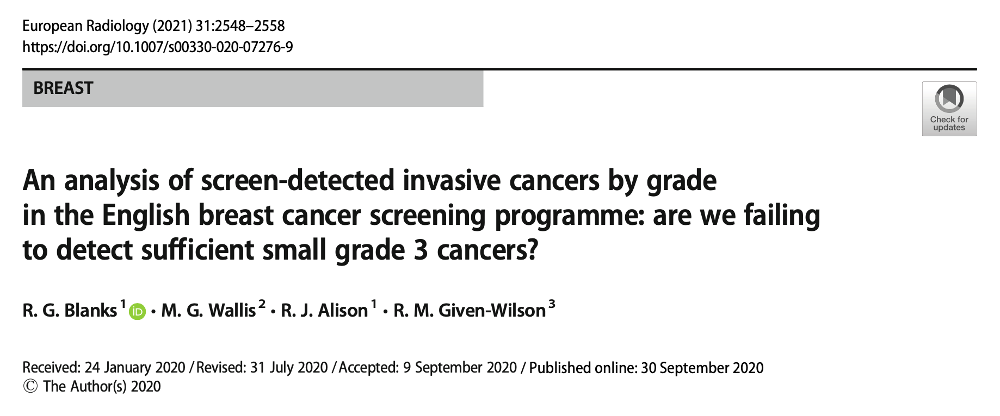 European Radiology (2021) 31:2548–2558
https://doi.org/10.1007/s00330-020-07276-9
BREAST
Check for
updates
An analysis of screen-detected invasive cancers by grade
in the English breast cancer screening programme: are we failing
to detect sufficient small grade 3 cancers?
R. G. Blanks 1 iD • M. G. Wallis 2 • R. J. Alison 1 • R. M. Given-Wilson 3
Received: 24 January 2020 / Revised: 31 July 2020 / Accepted: 9 September 2020 / Published online: 30 September 2020
© The Author(s) 2020